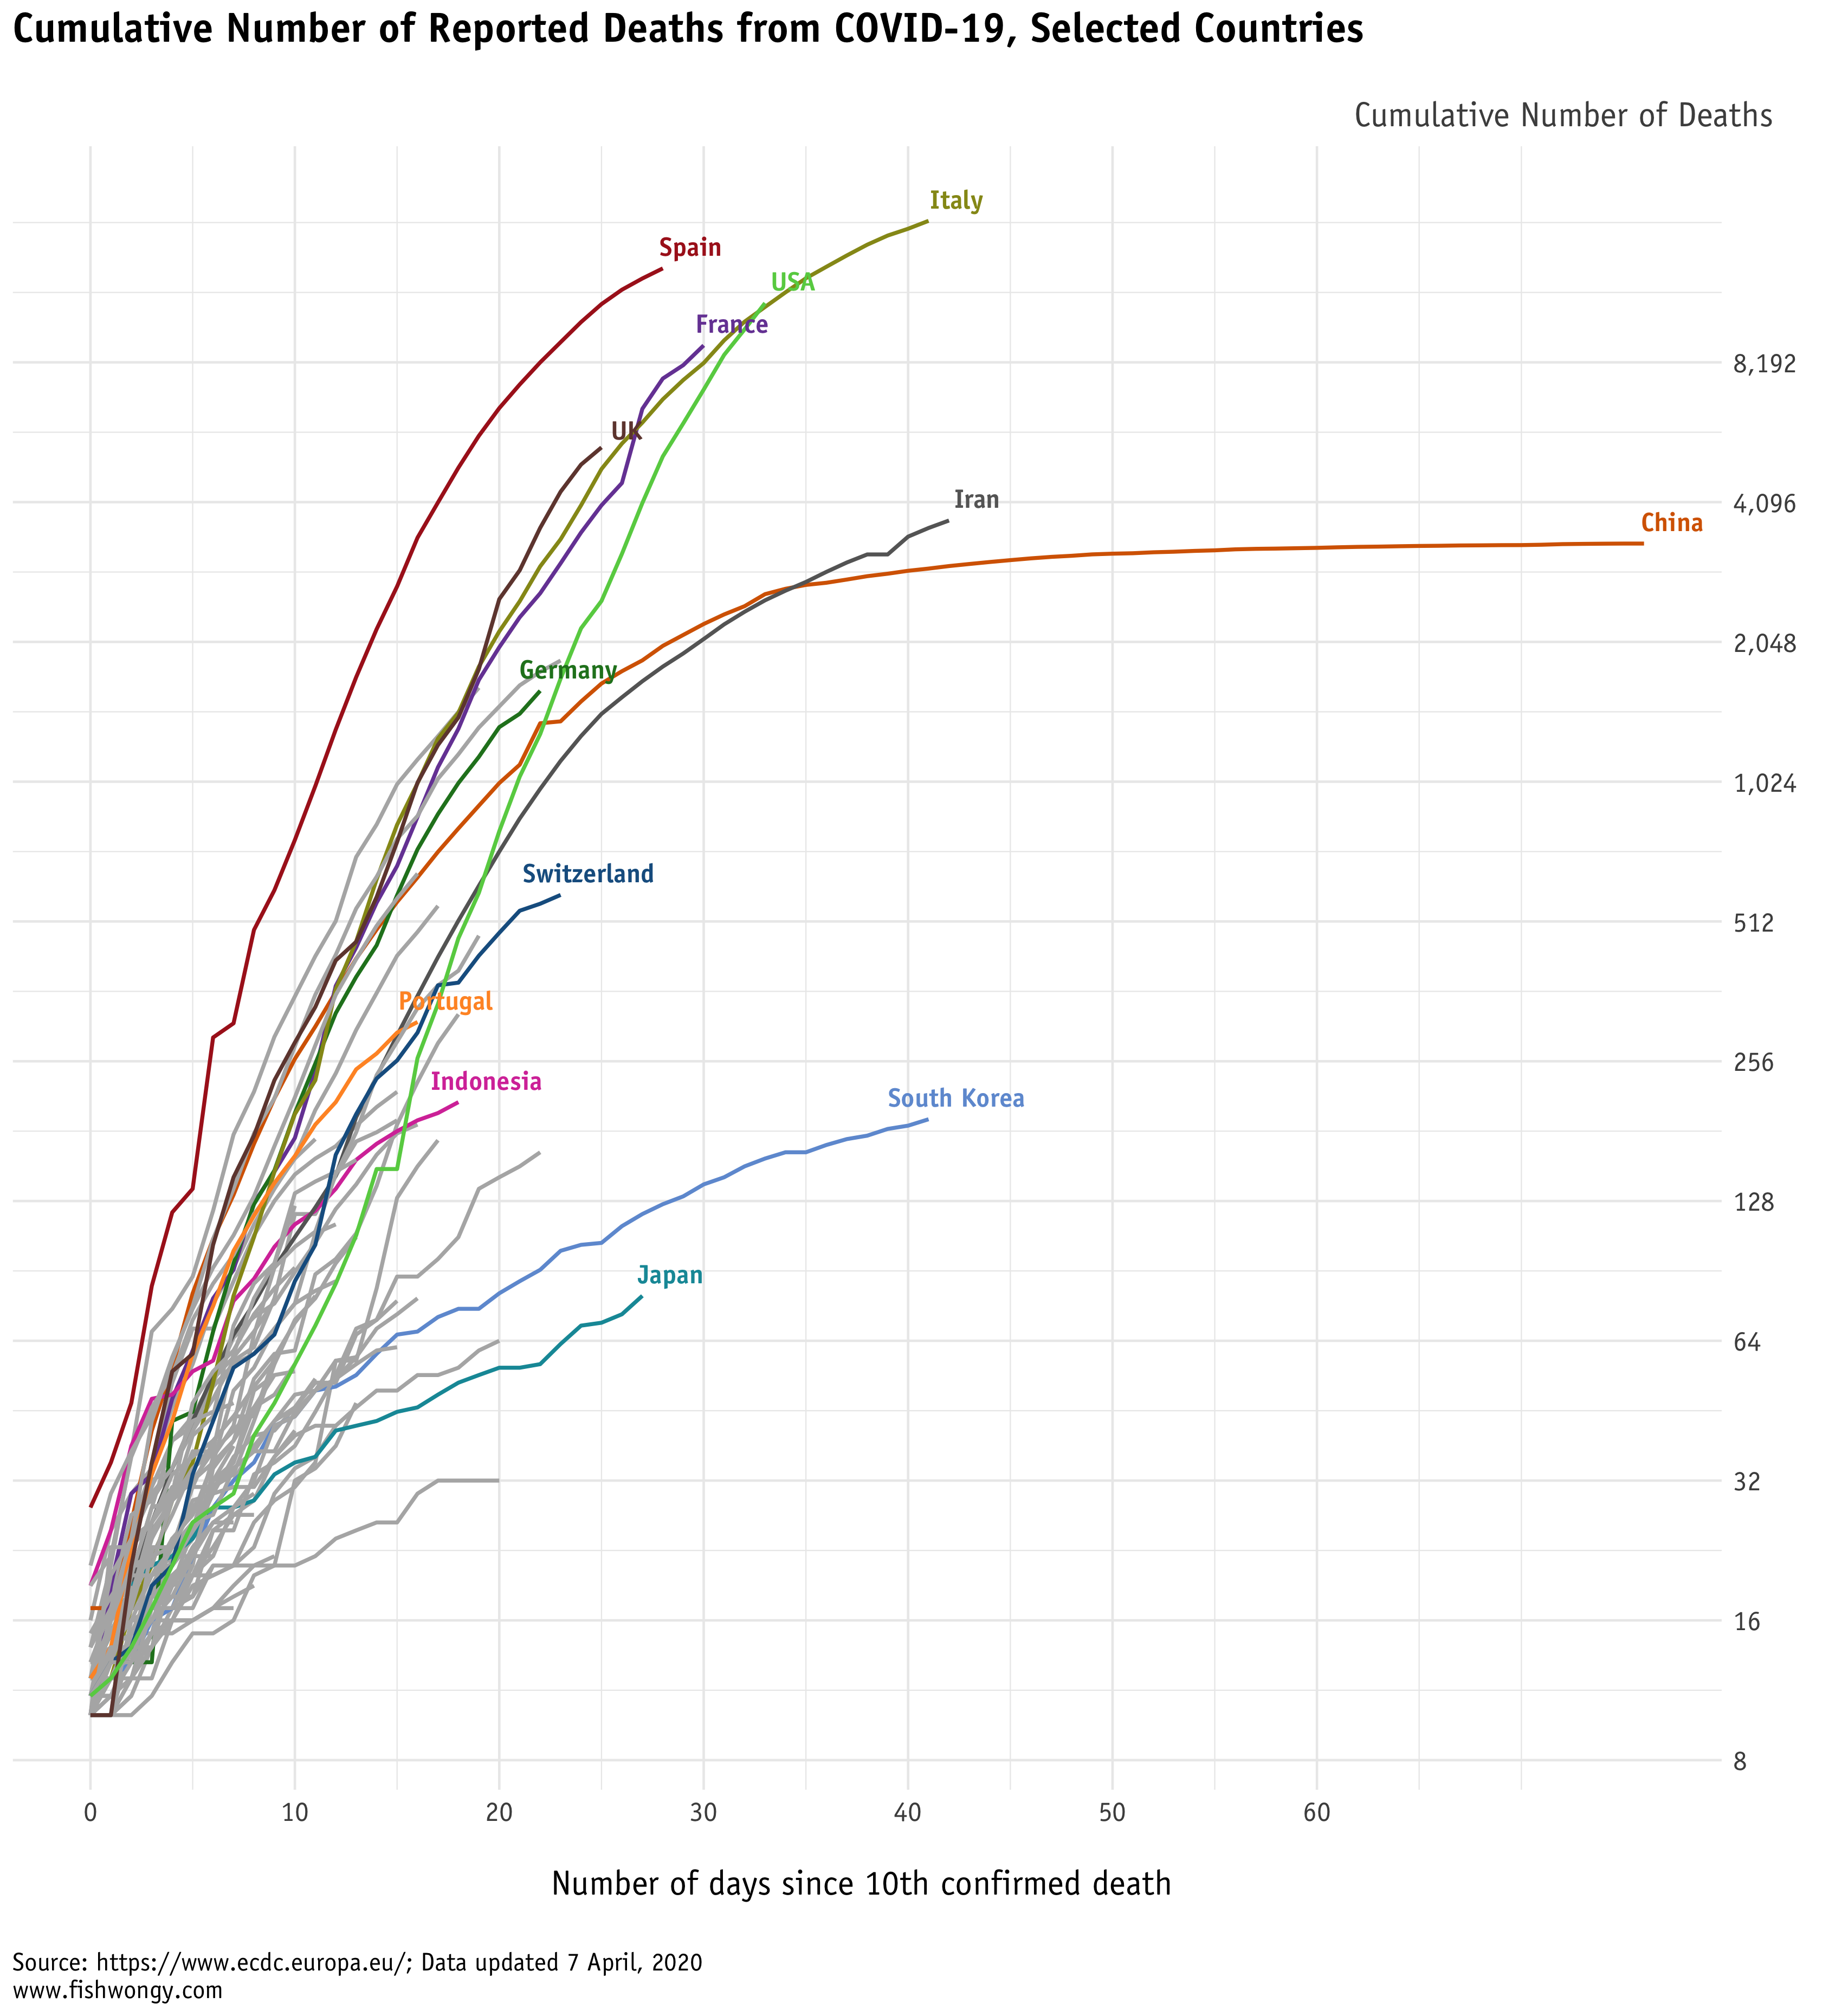 Cumulative Number of Reported Deaths from COVID-19, Selected Countries
Cumulative Number of Deaths
Italy
Spain
USA
France
8,192
UK
4,096
Iran
China
2,048
Germany
1,024
Switzerland
512
Portugal
256
Indonesia
South Korea
128
Japan
64
32
16
8
0 10 20 30 40 50 60
Number of days since 10th confirmed death
Source: https://www.ecdc.europa.eu/; Data updated 7 April, 2020
www.fishwongy.com